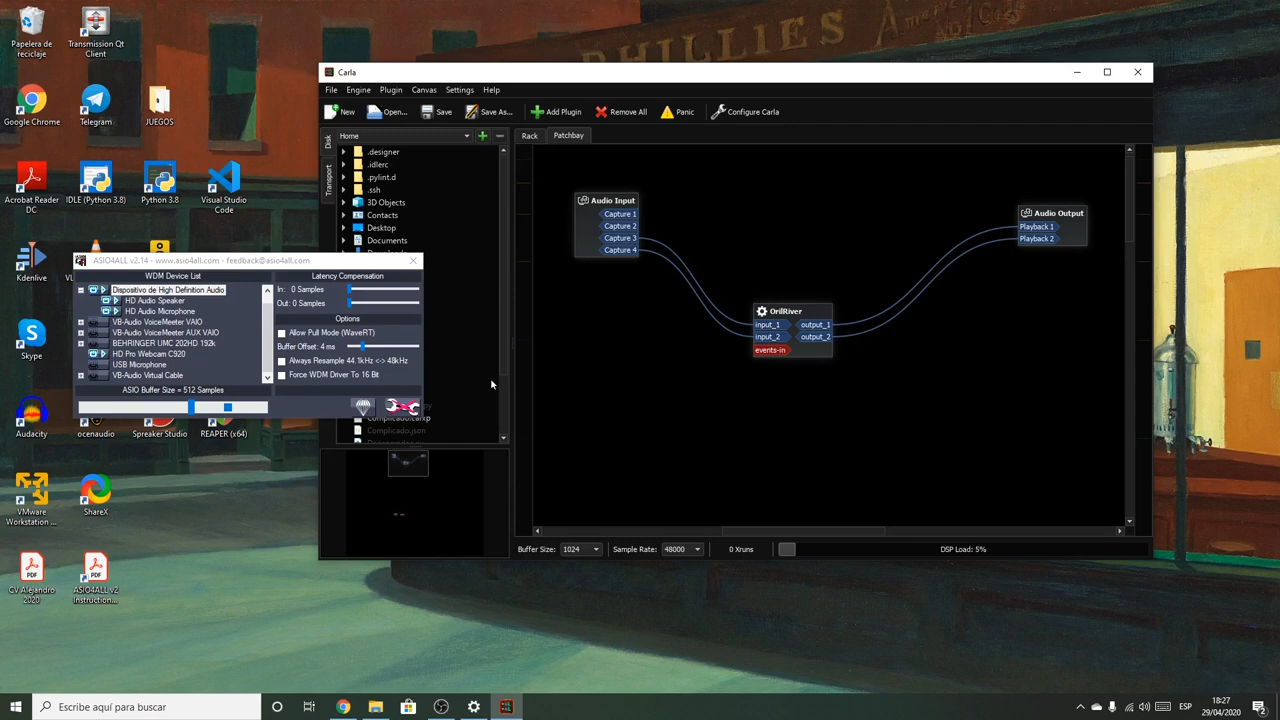 PHILLIES
Papelera de
reciclaje
Transmission Qt
Client
Google Chrome
Telegram
JUEGOS
Acrobat Reader
DC
IDLE (Python 3.8)
Python 3.8
Visual Studio
Code
Kdenlive
Skype
Audacity
ocenaudio
Spreaker Studio
REAPER (x64)
VMware
Workstation ...
ShareX
CV Alejandro
2020
ASIO4ALL v2
Instruction...
ASIO4ALL v2.14 - www.asio4all.com - feedback@asio4all.com
WDM Device List
Dispositivo de High Definition Audio
HD Audio Speaker
HD Audio Microphone
VB-Audio VoiceMeeter VAIO
VB-Audio VoiceMeeter AUX VAIO
BEHRINGER UMC 202HD 192k
HD Pro Webcam C920
USB Microphone
VB-Audio Virtual Cable
ASIO Buffer Size = 512 Samples
Latency Compensation
In: 0 Samples
Out: 0 Samples
Options
Allow Pull Mode (WaveRT)
Buffer Offset: 4 ms
Always Resample 44.1kHz <-> 48kHz
Force WDM Driver To 16 Bit
Carla
File Engine Plugin Canvas Settings Help
New Open... Save Save As... Add Plugin Remove All Panic Configure Carla
Disk
Transport
Home
.designer
.idlerc
.pylint.d
.ssh
3D Objects
Contacts
Desktop
Documents
Complicado.carxp
Complicado.json
Rack Patchbay
Audio Input
Capture 1
Capture 2
Capture 3
Capture 4
OrilRiver
input_1 output_1
input_2 output_2
events-in
Audio Output
Playback 1
Playback 2
Buffer Size: 1024 Sample Rate: 48000 0 Xruns DSP Load: 5%
Escribe aquí para buscar
ESP
18:27
29/04/2020
2